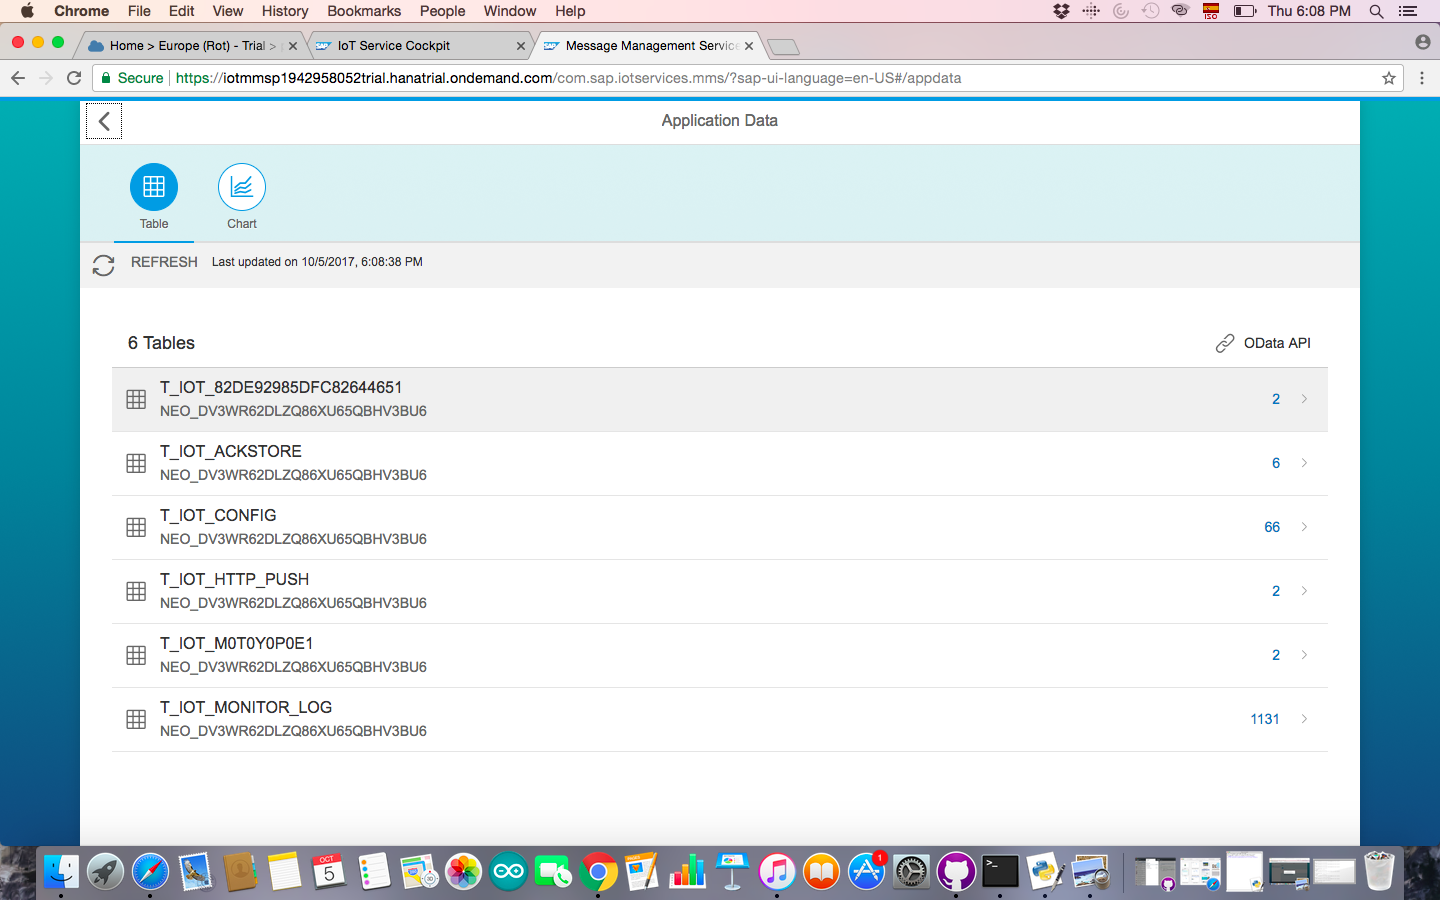 Chrome File Edit View History Bookmarks People Window Help ISO Thu 6:08 PM
Home > Europe (Rot) - Trial > SAP IoT Service Cockpit SAP Message Management Service
Secure https://iotmmsp1942958052trial.hanatrial.ondemand.com/com.sap.iotservices.mms/?sap-ui-language=en-US#/appdata
Application Data
Table Chart
REFRESH Last updated on 10/5/2017, 6:08:38 PM
6 Tables OData API
T_IOT_82DE92985DFC82644651
NEO_DV3WR62DLZQ86XU65QBHV3BU6 2
T_IOT_ACKSTORE
NEO_DV3WR62DLZQ86XU65QBHV3BU6 6
T_IOT_CONFIG
NEO_DV3WR62DLZQ86XU65QBHV3BU6 66
T_IOT_HTTP_PUSH
NEO_DV3WR62DLZQ86XU65QBHV3BU6 2
T_IOT_M0T0Y0P0E1
NEO_DV3WR62DLZQ86XU65QBHV3BU6 2
T_IOT_MONITOR_LOG
NEO_DV3WR62DLZQ86XU65QBHV3BU6 1131
OCT
5
1